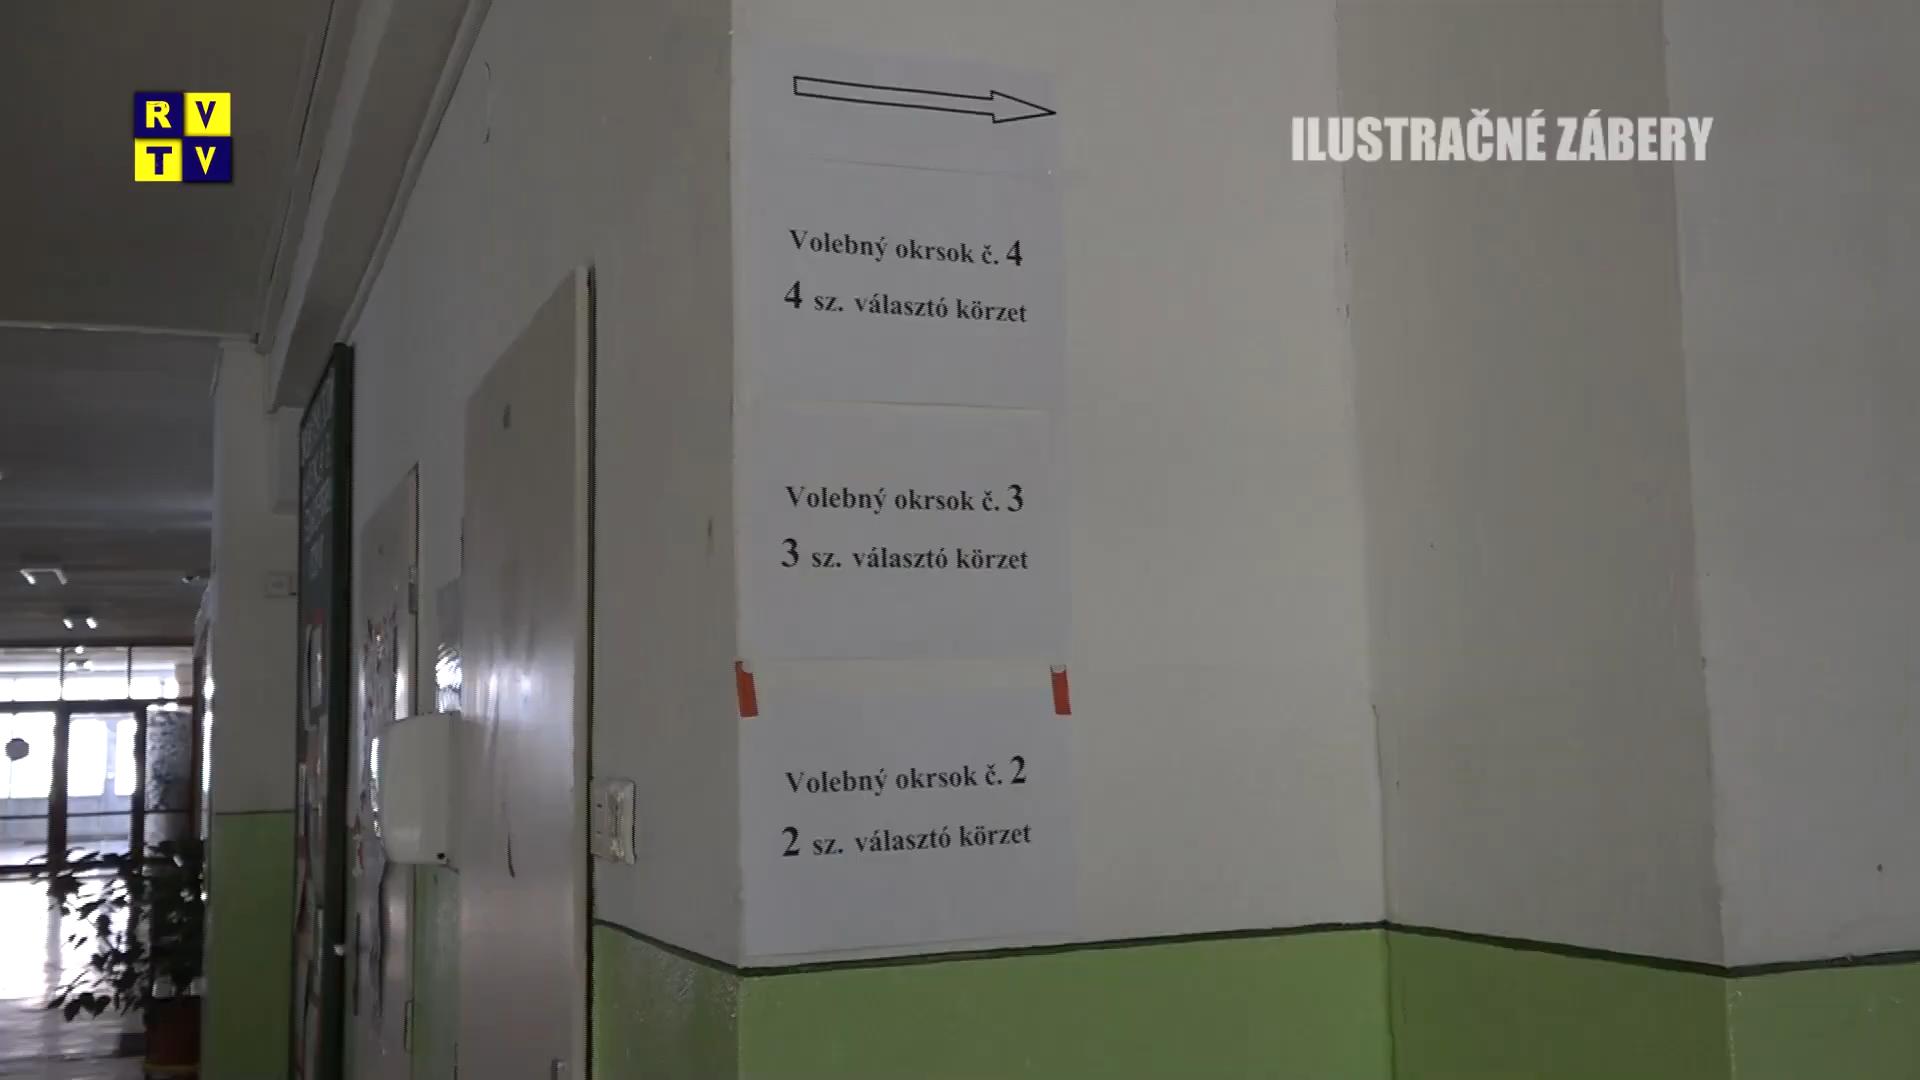 RV
TV
ILUSTRAČNÉ ZÁBERY
Volebný okrsok č. 4
4 sz. választó körzet
Volebný okrsok č. 3
3 sz. választó körzet
Volebný okrsok č. 2
2 sz. választó körzet